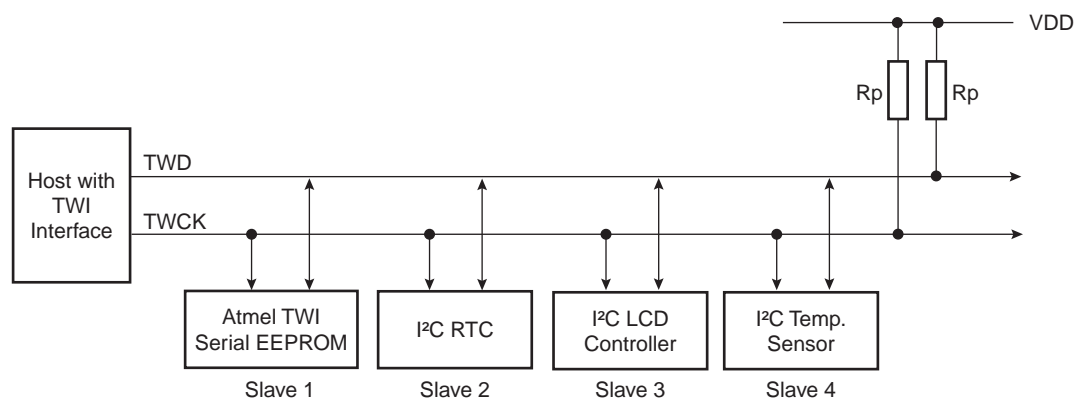 VDD
Rp
Rp
Host with
TWI
Interface
TWD
TWCK
Atmel TWI
Serial EEPROM
I²C RTC
I²C LCD
Controller
I²C Temp.
Sensor
Slave 1
Slave 2
Slave 3
Slave 4